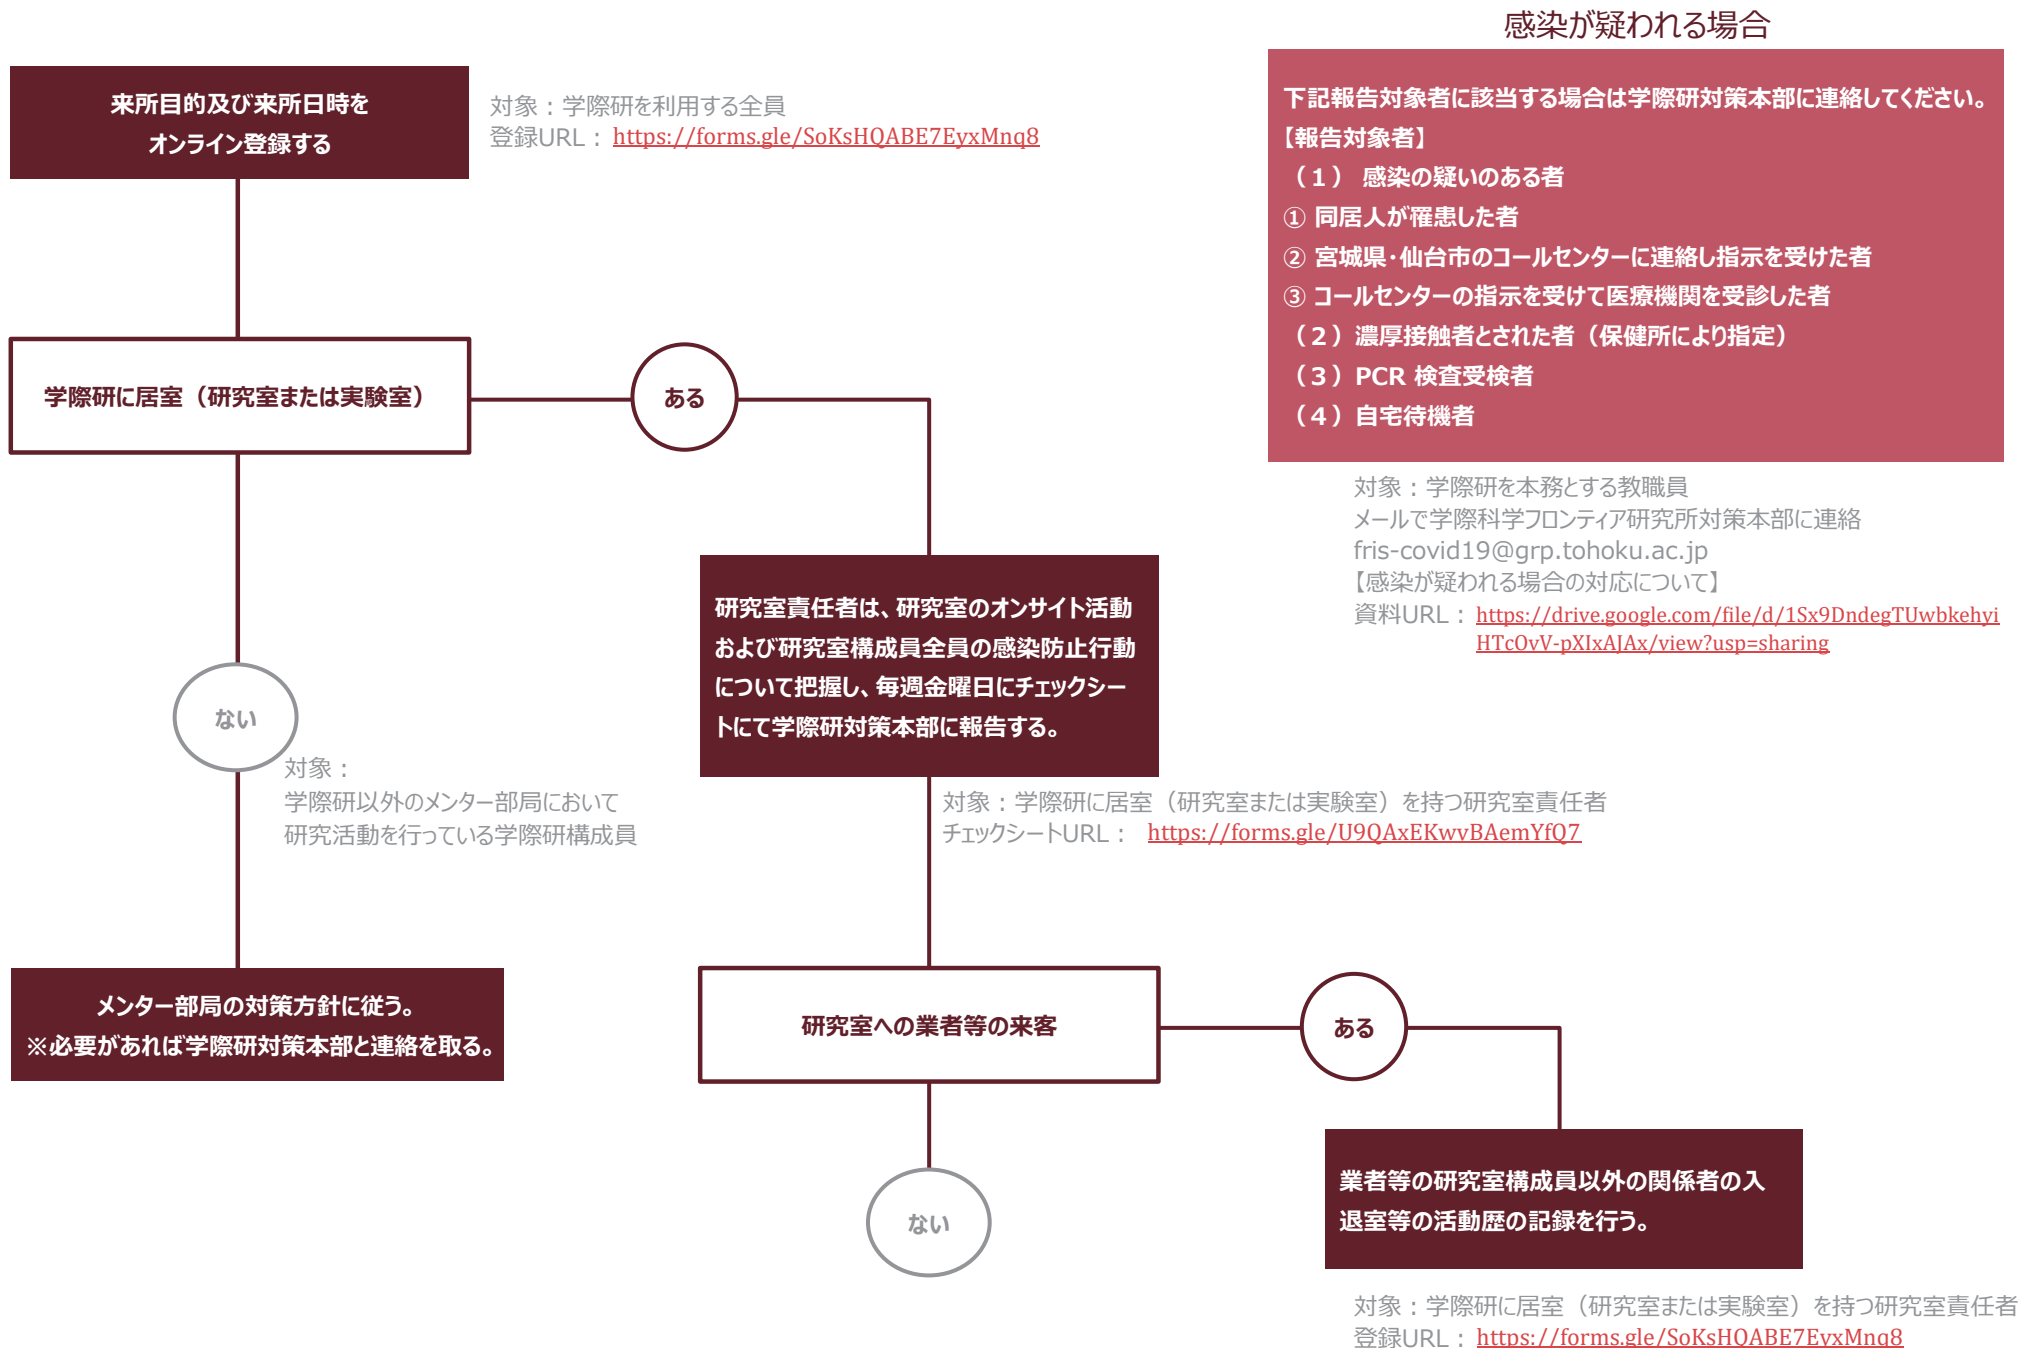 感染が疑われる場合
来所目的及び来所日時を
オンライン登録する
対象：学際研を利用する全員
登録URL： https://forms.gle/SoKsHQABE7EyxMnq8
下記報告対象者に該当する場合は学際研対策本部に連絡してください。
【報告対象者】
（１） 感染の疑いのある者
① 同居人が罹患した者
② 宮城県・仙台市のコールセンターに連絡し指示を受けた者
③ コールセンターの指示を受けて医療機関を受診した者
（２）濃厚接触者とされた者（保健所により指定）
（３）PCR 検査受検者
（４）自宅待機者
対象：学際研を本務とする教職員
メールで学際科学フロンティア研究所対策本部に連絡
fris-covid19@grp.tohoku.ac.jp
【感染が疑われる場合の対応について】
資料URL： https://drive.google.com/file/d/1Sx9DndegTUwbkehyi
HTcOvV-pXIxAJAx/view?usp=sharing
学際研に居室（研究室または実験室）
ある
研究室責任者は、研究室のオンサイト活動
および研究室構成員全員の感染防止行動
について把握し、毎週金曜日にチェックシー
トにて学際研対策本部に報告する。
ない
対象：
学際研以外のメンター部局において
研究活動を行っている学際研構成員
対象：学際研に居室（研究室または実験室）を持つ研究室責任者
チェックシートURL： https://forms.gle/U9QAxEKwvBAemYfQ7
メンター部局の対策方針に従う。
※必要があれば学際研対策本部と連絡を取る。
研究室への業者等の来客
ある
ない
業者等の研究室構成員以外の関係者の入
退室等の活動歴の記録を行う。
対象：学際研に居室（研究室または実験室）を持つ研究室責任者
登録URL： https://forms.gle/SoKsHQABE7EyxMnq8